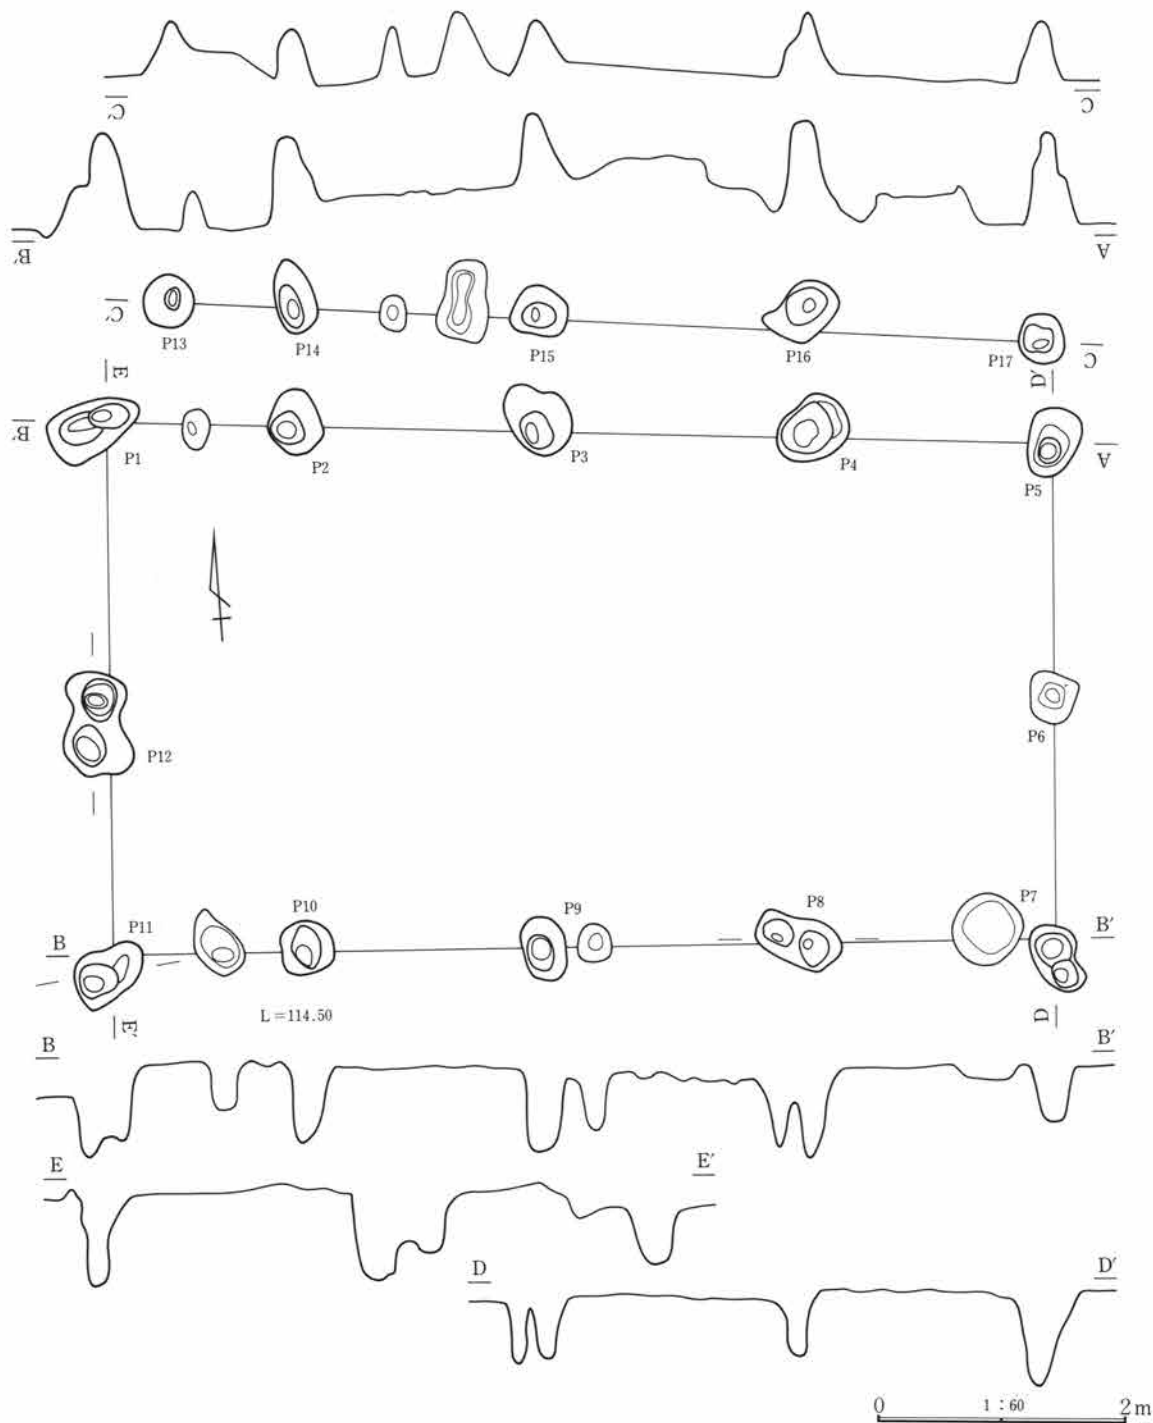 C′ C
B′ A
C′ C
P13 P14 P15 P16 P17
E D′
B′ A
P1 P2 P3 P4 P5
P12 P6
P11 P10 P9 P8 P7
B B′
E′ L=114.50 D
B B′
E E′
D D′
0 1:60 2m